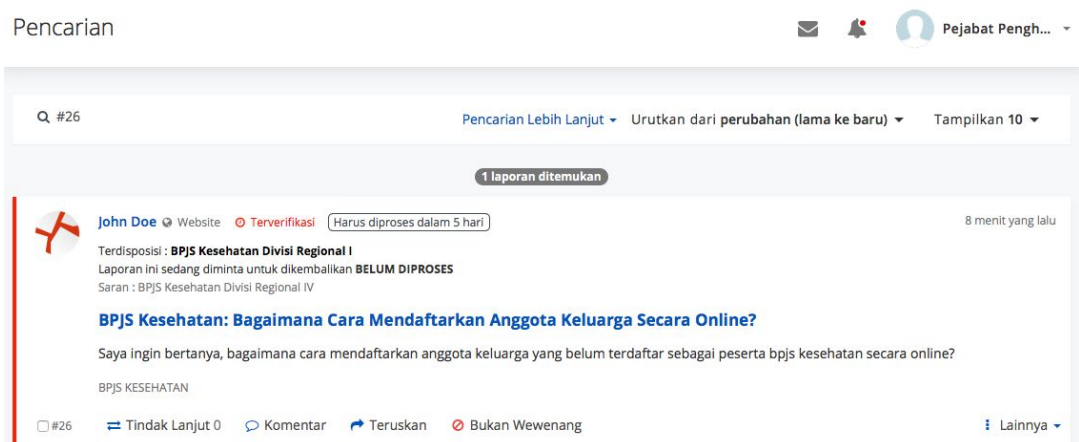 Pencarian
Pejabat Pengh...
#26
Pencarian Lebih Lanjut Urutkan dari perubahan (lama ke baru) Tampilkan 10
1 laporan ditemukan
John Doe Website Terverifikasi Harus diproses dalam 5 hari 8 menit yang lalu
Terdisposisi : BPJS Kesehatan Divisi Regional I
Laporan ini sedang diminta untuk dikembalikan BELUM DIPROSES
Saran : BPJS Kesehatan Divisi Regional IV
BPJS Kesehatan: Bagaimana Cara Mendaftarkan Anggota Keluarga Secara Online?
Saya ingin bertanya, bagaimana cara mendaftarkan anggota keluarga yang belum terdaftar sebagai peserta bpjs kesehatan secara online?
BPJS KESEHATAN
#26 Tindak Lanjut 0 Komentar Teruskan Bukan Wewenang Lainnya